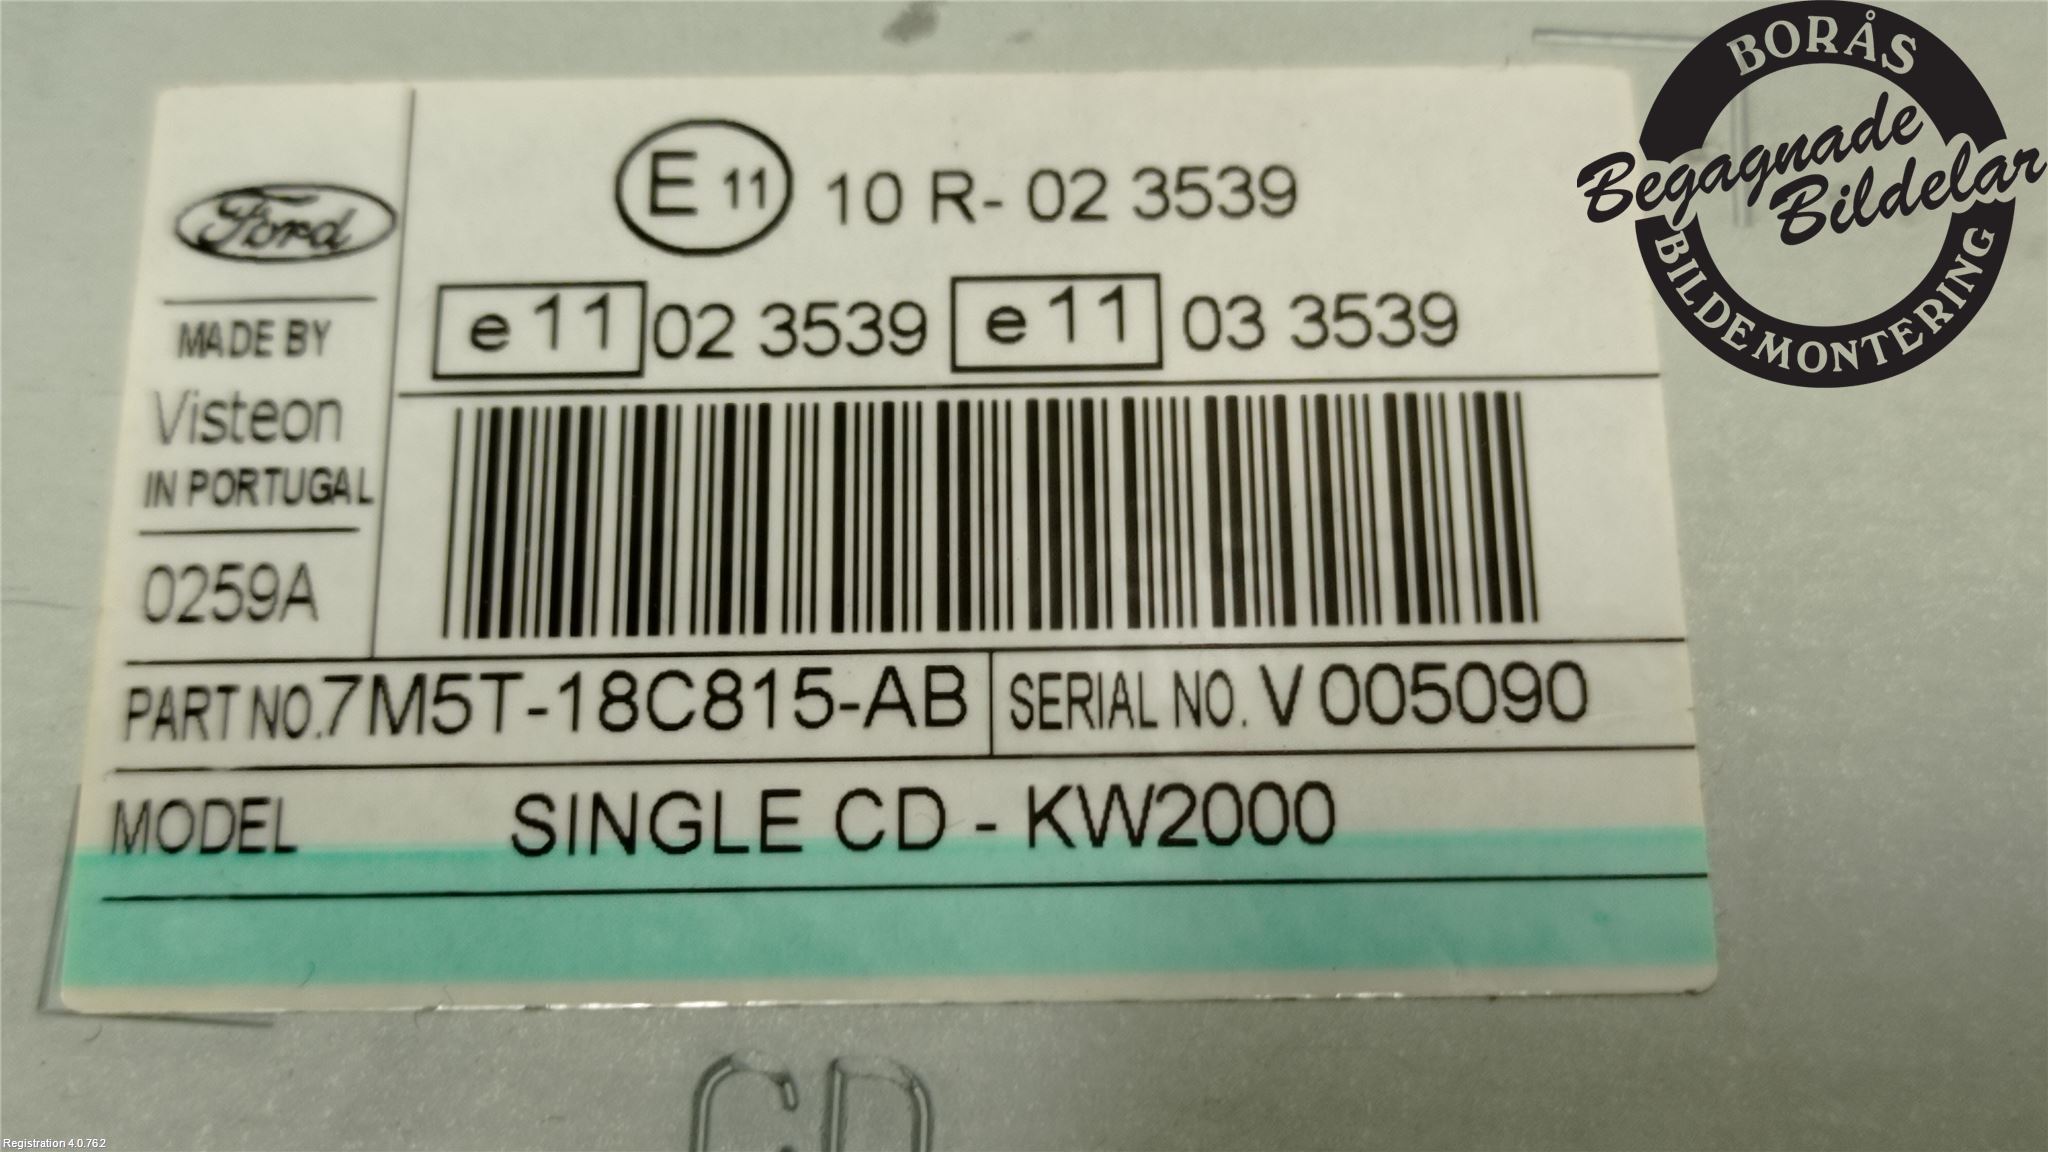 BORÅS
Begagnade
Bildelar
BILDEMONTERING
Ford
E 11 10 R- 02 3539
e 11 02 3539 e 11 03 3539
MADE BY
Visteon
IN PORTUGAL
0259A
PART NO. 7M5T-18C815-AB SERIAL NO. V 005090
MODEL SINGLE CD - KW2000
CD
Registration 4.0.762